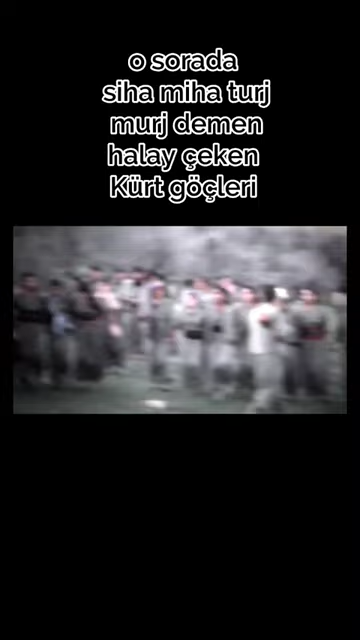 o sorada
siha miha turj
murj demen
halay çeken
Kürt göçleri